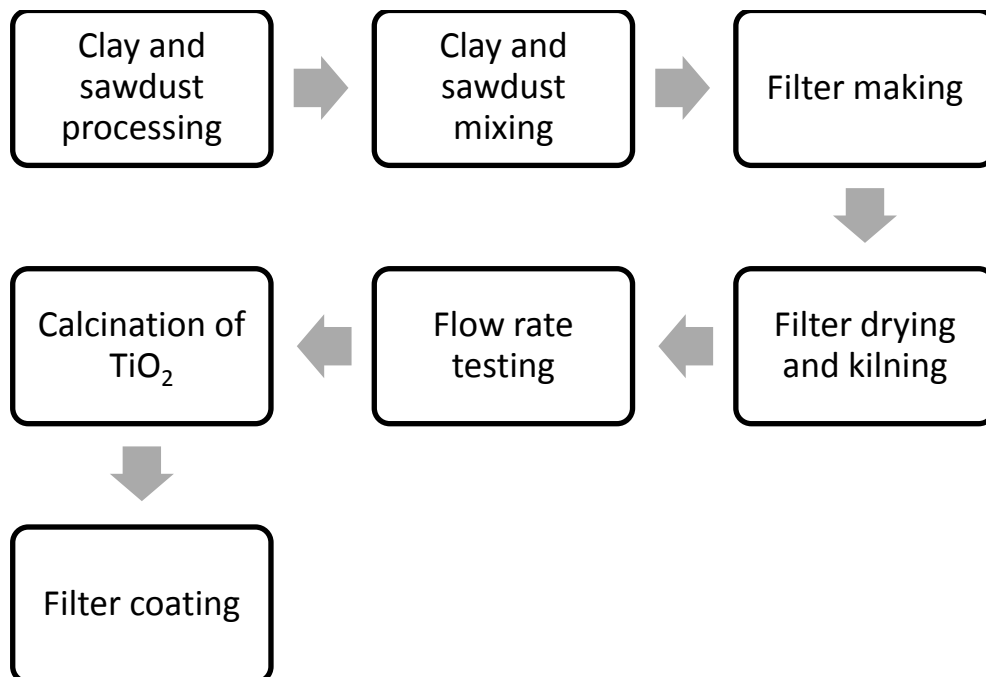 Clay and
sawdust
processing
Clay and
sawdust
mixing
Filter making
Filter drying
and kilning
Flow rate
testing
Calcination of
TiO₂
Filter coating